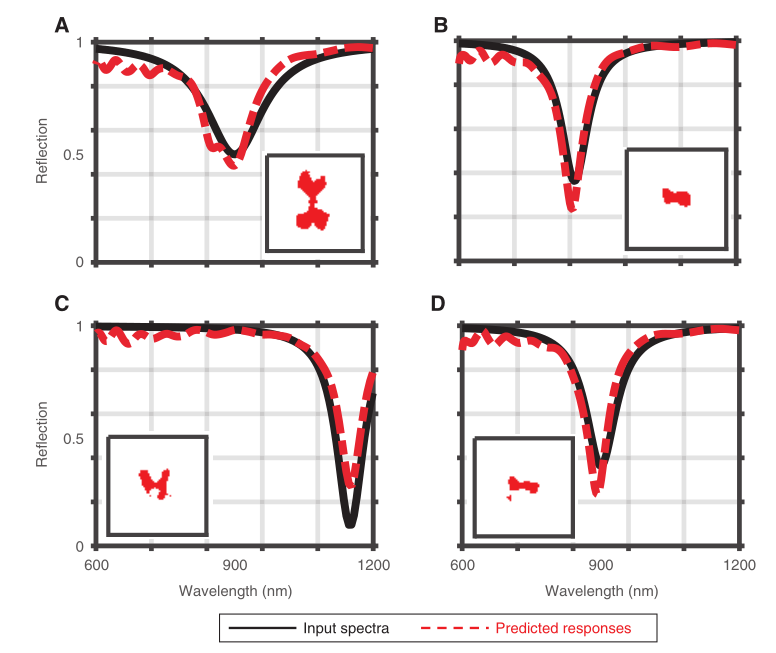 A
B
1
Reflection
0.5
0
C
D
1
Reflection
0.5
0
600
900
1200
600
900
1200
Wavelength (nm)
Wavelength (nm)
Input spectra
Predicted responses